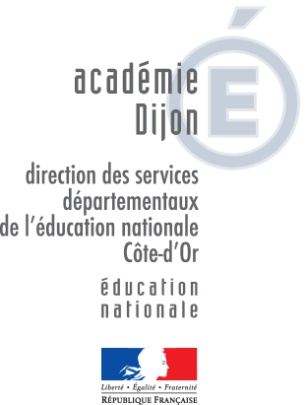 académie
Dijon
É
direction des services
départementaux
de l'éducation nationale
Côte-d'Or
éducation
nationale
Liberté • Égalité • Fraternité
RÉPUBLIQUE FRANÇAISE